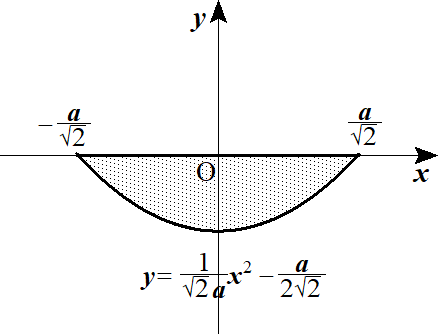 y
-a/√2
a/√2
O
x
y = 1/(√2 a) x² - a/(2√2)